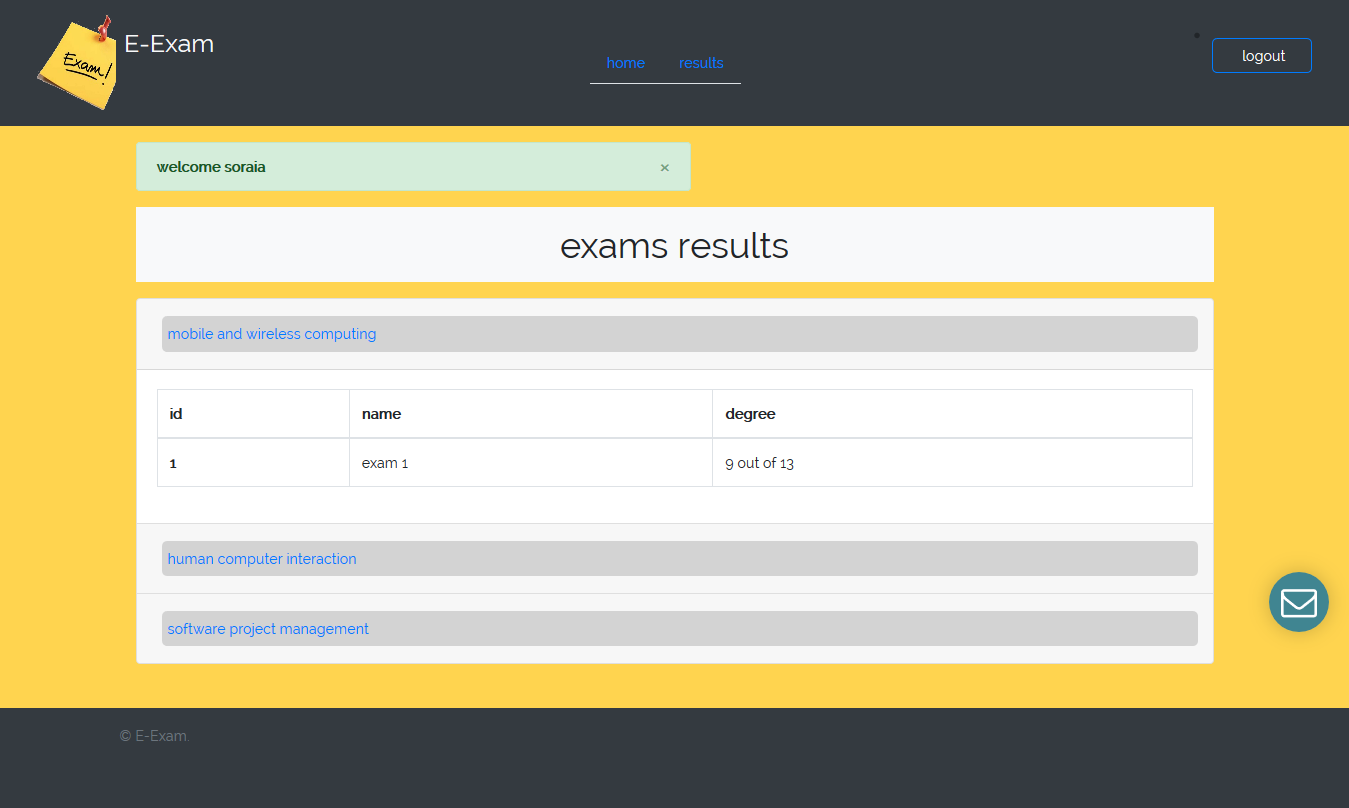 Exam!
E-Exam
home results
logout
welcome soraia ×
exams results
mobile and wireless computing
id name degree
1 exam 1 9 out of 13
human computer interaction
software project management
© E-Exam.